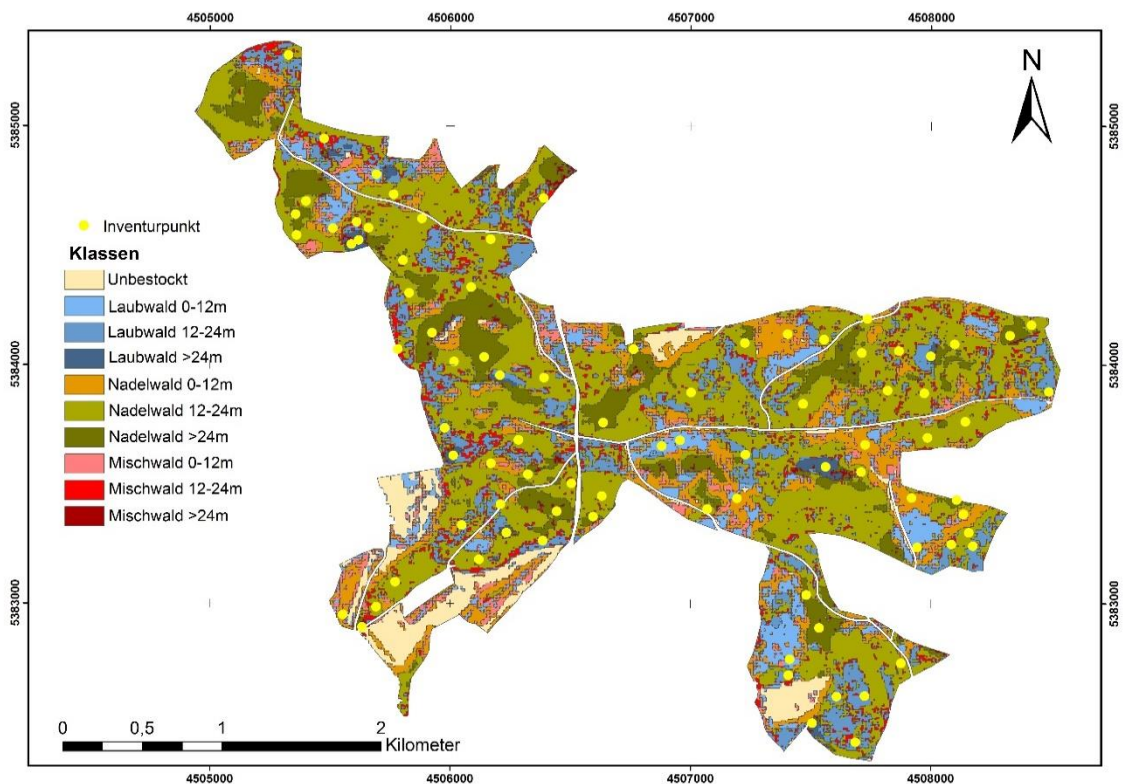 4505000 4506000 4507000 4508000
N
5385000 5385000
Inventurpunkt
Klassen
Unbestockt
Laubwald 0-12m
Laubwald 12-24m
Laubwald >24m
Nadelwald 0-12m
Nadelwald 12-24m
Nadelwald >24m
Mischwald 0-12m
Mischwald 12-24m
Mischwald >24m
5384000 5384000
5383000 5383000
0 0,5 1 2
Kilometer
4505000 4506000 4507000 4508000